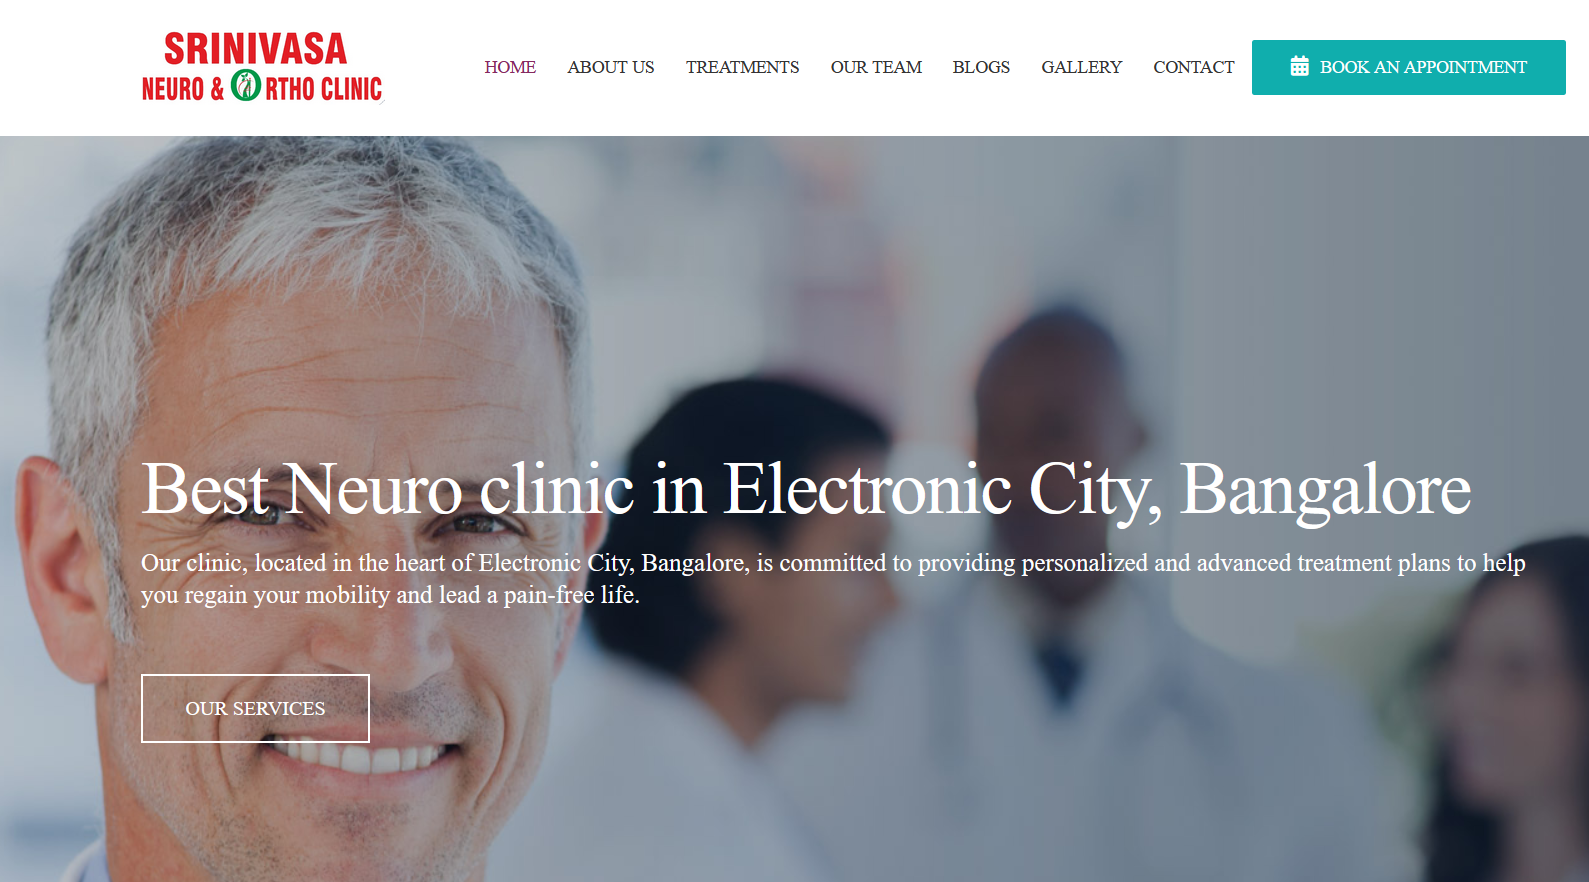 SRINIVASA
NEURO & ORTHO CLINIC
HOME
ABOUT US
TREATMENTS
OUR TEAM
BLOGS
GALLERY
CONTACT
BOOK AN APPOINTMENT
Best Neuro clinic in Electronic City, Bangalore
Our clinic, located in the heart of Electronic City, Bangalore, is committed to providing personalized and advanced treatment plans to help
you regain your mobility and lead a pain-free life.
OUR SERVICES